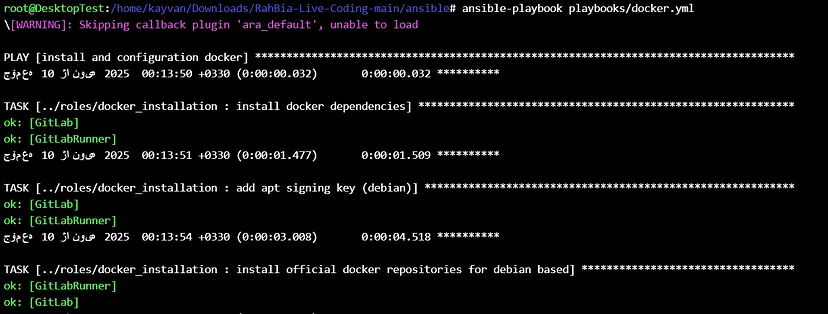 root@DesktopTest:/home/kayvan/Downloads/RahBia-Live-Coding-main/ansible# ansible-playbook playbooks/docker.yml
\[WARNING]: Skipping callback plugin 'ara_default', unable to load
PLAY [install and configuration docker] *************************************************************************************
جمعه 10 ژانویه 2025  00:13:50 +0330 (0:00:00.032)       0:00:00.032 **********
TASK [../roles/docker_installation : install docker dependencies] ***************************************************************
ok: [GitLab]
ok: [GitLabRunner]
جمعه 10 ژانویه 2025  00:13:51 +0330 (0:00:01.477)       0:00:01.509 **********
TASK [../roles/docker_installation : add apt signing key (debian)] **************************************************************
ok: [GitLab]
ok: [GitLabRunner]
جمعه 10 ژانویه 2025  00:13:54 +0330 (0:00:03.008)       0:00:04.518 **********
TASK [../roles/docker_installation : install official docker repositories for debian based] ************************************
ok: [GitLabRunner]
ok: [GitLab]